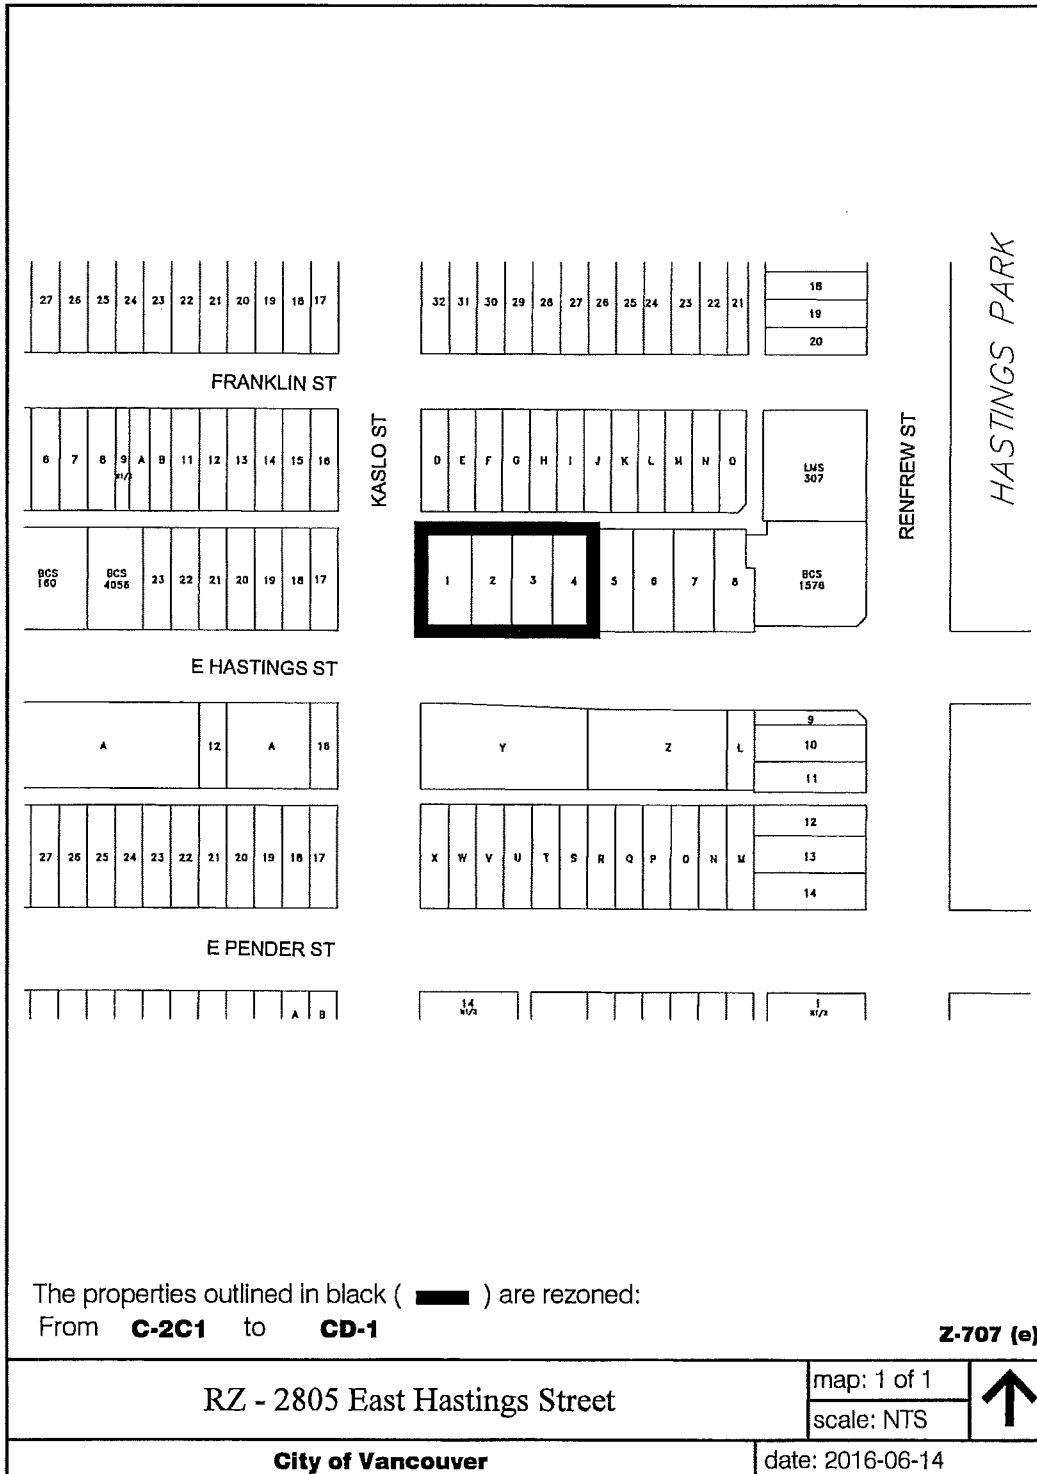 HASTINGS PARK
27 26 25 24 23 22 21 20 19 18 17
32 31 30 29 28 27 26 25 24 23 22 21
18
19
20
FRANKLIN ST
KASLO ST
RENFREW ST
6 7 8 9 A B 11 12 13 14 15 16
N1/2
D E F G H I J K L M N O
LMS
307
BCS
160
BCS
4056
23 22 21 20 19 18 17
1 2 3 4 5 6 7 8
BCS
1576
E HASTINGS ST
A 12 A 16
Y Z L
9
10
11
27 26 25 24 23 22 21 20 19 18 17
X W V U T S R Q P O N M
12
13
14
E PENDER ST
A B
14
N1/2
1
N1/2
The properties outlined in black ( ) are rezoned:
From C-2C1 to CD-1
Z-707 (e)
RZ - 2805 East Hastings Street
map: 1 of 1
scale: NTS
City of Vancouver
date: 2016-06-14